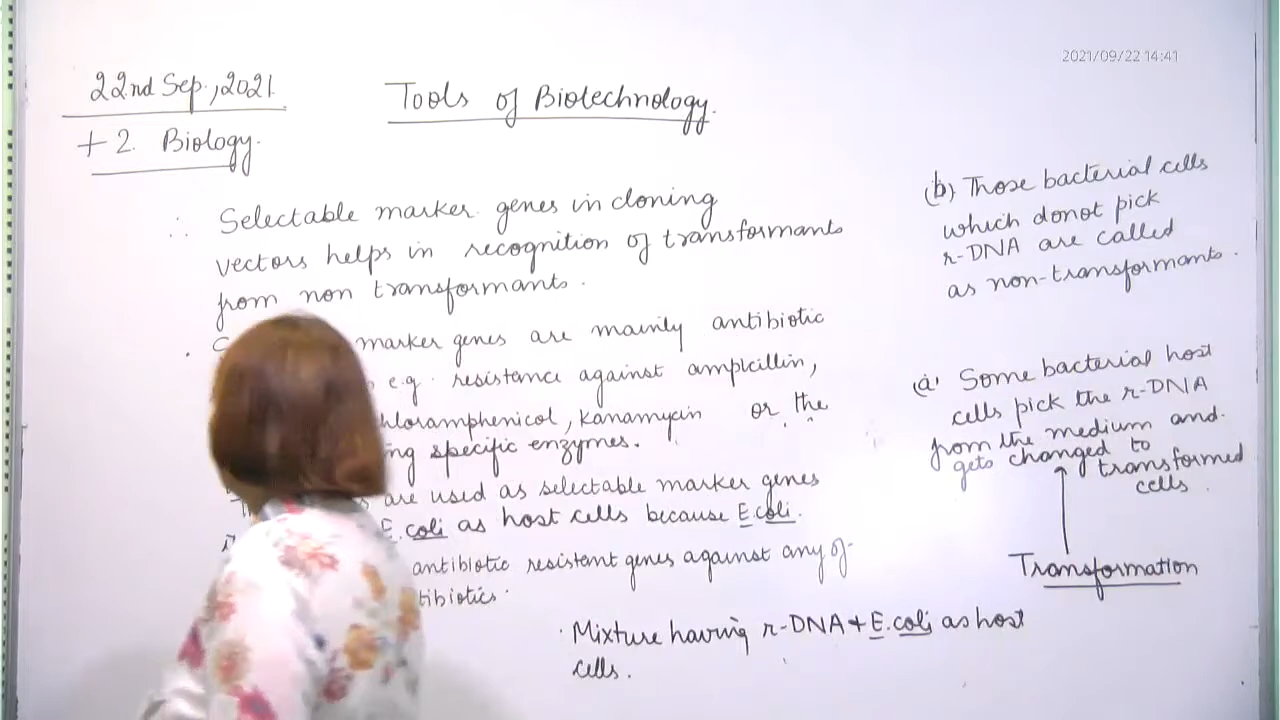 2021/09/22 14:41
22nd Sep., 2021
+2 Biology.
Tools of Biotechnology.
∴ Selectable marker genes in cloning
vectors helps in recognition of transformants
from non transformants.
marker genes are mainly antibiotic
e.g. resistance against ampicillin,
hloramphenicol, kanamycin or the
ng specific enzymes.
are used as selectable marker genes
E.coli as host cells because E.coli.
antibiotic resistant genes against any of
tibiotics.
· Mixture having r-DNA + E.coli as host
cells.
(b) Those bacterial cells
which donot pick
r-DNA are called
as non-transformants.
(a) Some bacterial host
cells pick the r-DNA
from the medium and
gets changed to
transformed
cells.
Transformation